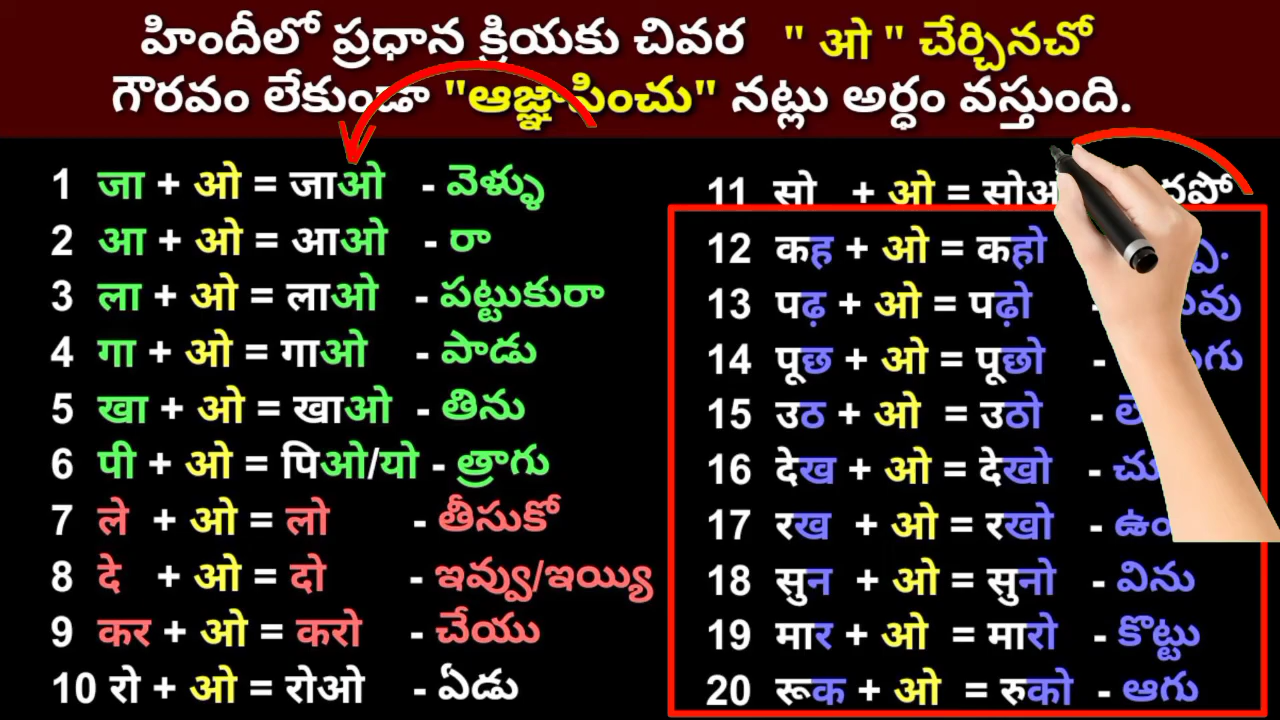 హిందీలో ప్రధాన క్రియకు చివర " ఓ " చేర్చినచో
గౌరవం లేకుండా "ఆజ్ఞాపించు" నట్లు అర్ధం వస్తుంది.
1 जा + ओ = जाओ - వెళ్ళు
2 आ + ओ = आओ - రా
3 ला + ओ = लाओ - పట్టుకురా
4 गा + ओ = गाओ - పాడు
5 खा + ओ = खाओ - తిను
6 पी + ओ = पिओ/यो - త్రాగు
7 ले + ओ = लो - తీసుకో
8 दे + ओ = दो - ఇవ్వు/ఇయ్యి
9 कर + ओ = करो - చేయు
10 रो + ओ = रोओ - ఏడు
11 सो + ओ =
12 कह + ओ = कहो
13 पढ़ + ओ = पढ़ो -
14 पूछ + ओ = पूछो -
15 उठ + ओ = उठो -
16 देख + ओ = देखो -
17 रख + ओ = रखो -
18 सुन + ओ = सुनो - విను
19 मार + ओ = मारो - కొట్టు
20 रूक + ओ = रुको - ఆగు